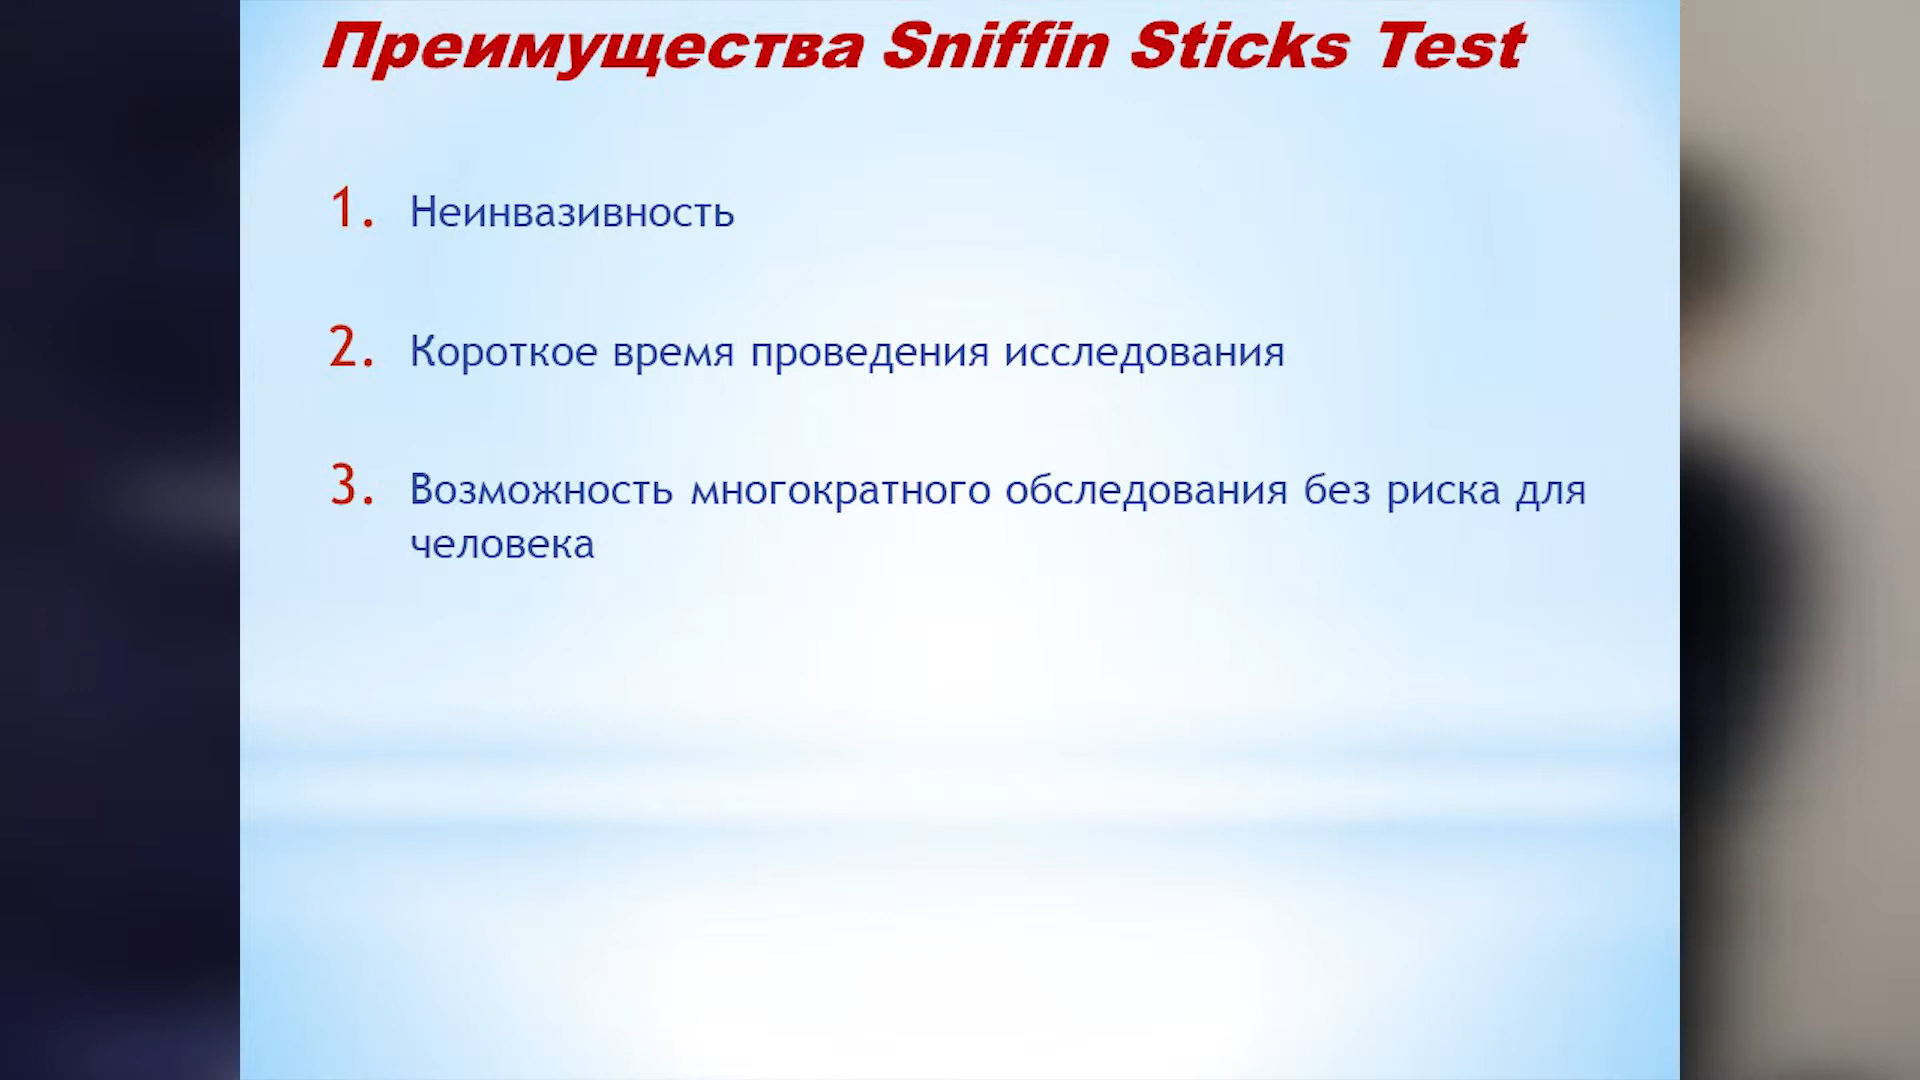 Преимущества Sniffin Sticks Test
1. Неинвазивность
2. Короткое время проведения исследования
3. Возможность многократного обследования без риска для
человека